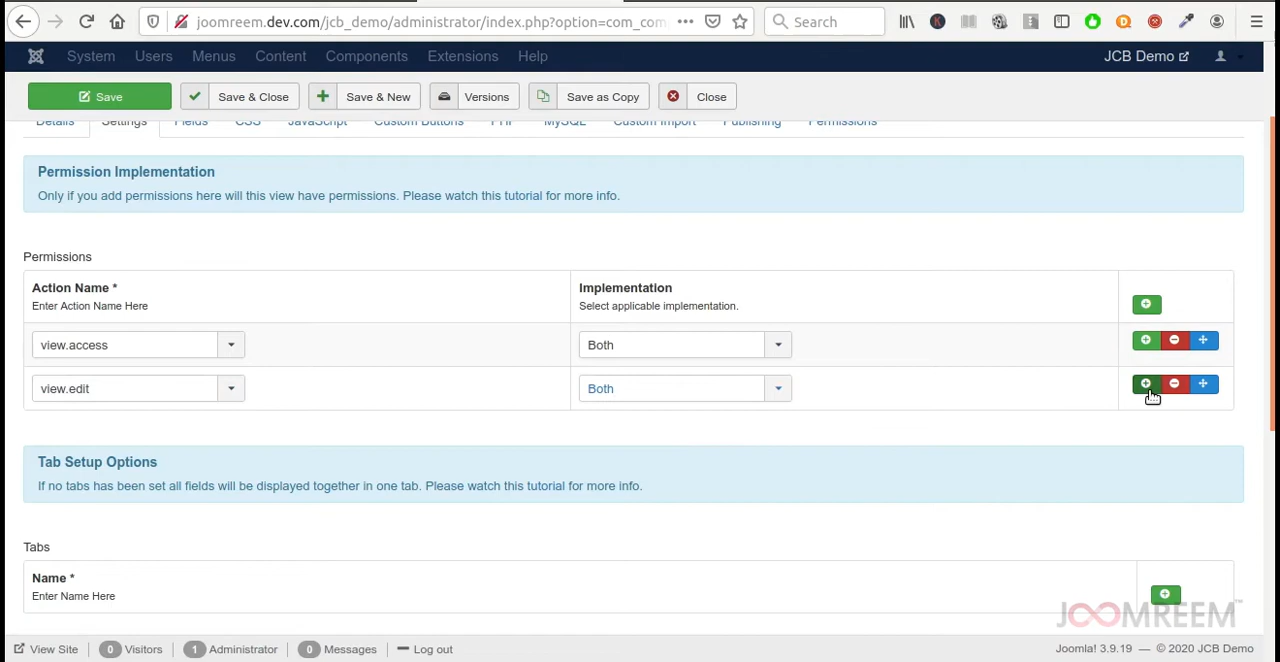 joomreem.dev.com/jcb_demo/administrator/index.php?option=com_com
Search
System Users Menus Content Components Extensions Help
JCB Demo
Save
Save & Close
Save & New
Versions
Save as Copy
Close
Details Settings Fields CSS JavaScript Custom Buttons PHP MySQL Custom Import Publishing Permissions
Permission Implementation
Only if you add permissions here will this view have permissions. Please watch this tutorial for more info.
Permissions
Action Name *
Enter Action Name Here
Implementation
Select applicable implementation.
view.access
Both
view.edit
Both
Tab Setup Options
If no tabs has been set all fields will be displayed together in one tab. Please watch this tutorial for more info.
Tabs
Name *
Enter Name Here
JOOMREEM™
View Site
0 Visitors
1 Administrator
0 Messages
Log out
Joomla! 3.9.19 — © 2020 JCB Demo